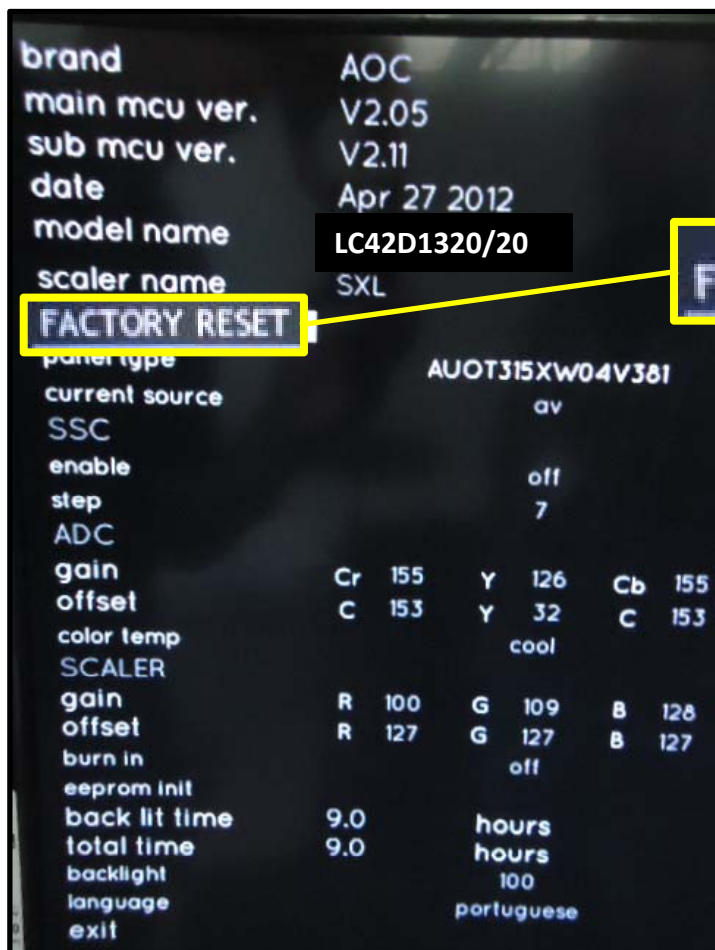 brand AOC
main mcu ver. V2.05
sub mcu ver. V2.11
date Apr 27 2012
model name LC42D1320/20
scaler name SXL
FACTORY RESET
F
panel type AUOT315XW04V381
current source av
SSC
enable off
step 7
ADC
gain Cr 155 Y 126 Cb 155
offset C 153 Y 32 C 153
color temp cool
SCALER
gain R 100 G 109 B 128
offset R 127 G 127 B 127
burn in off
eeprom init
back lit time 9.0 hours
total time 9.0 hours
backlight 100
language portuguese
exit